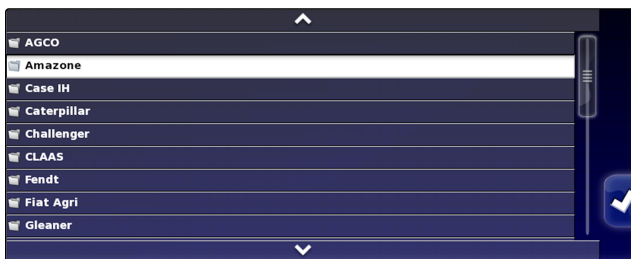 AGCO
Amazone
Case IH
Caterpillar
Challenger
CLAAS
Fendt
Fiat Agri
Gleaner